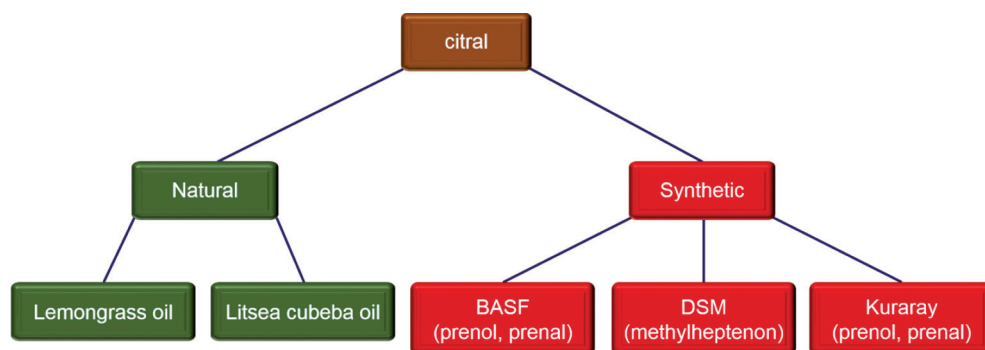 citral
Natural
Synthetic
Lemongrass oil
Litsea cubeba oil
BASF
(prenol, prenal)
DSM
(methylheptenon)
Kuraray
(prenol, prenal)